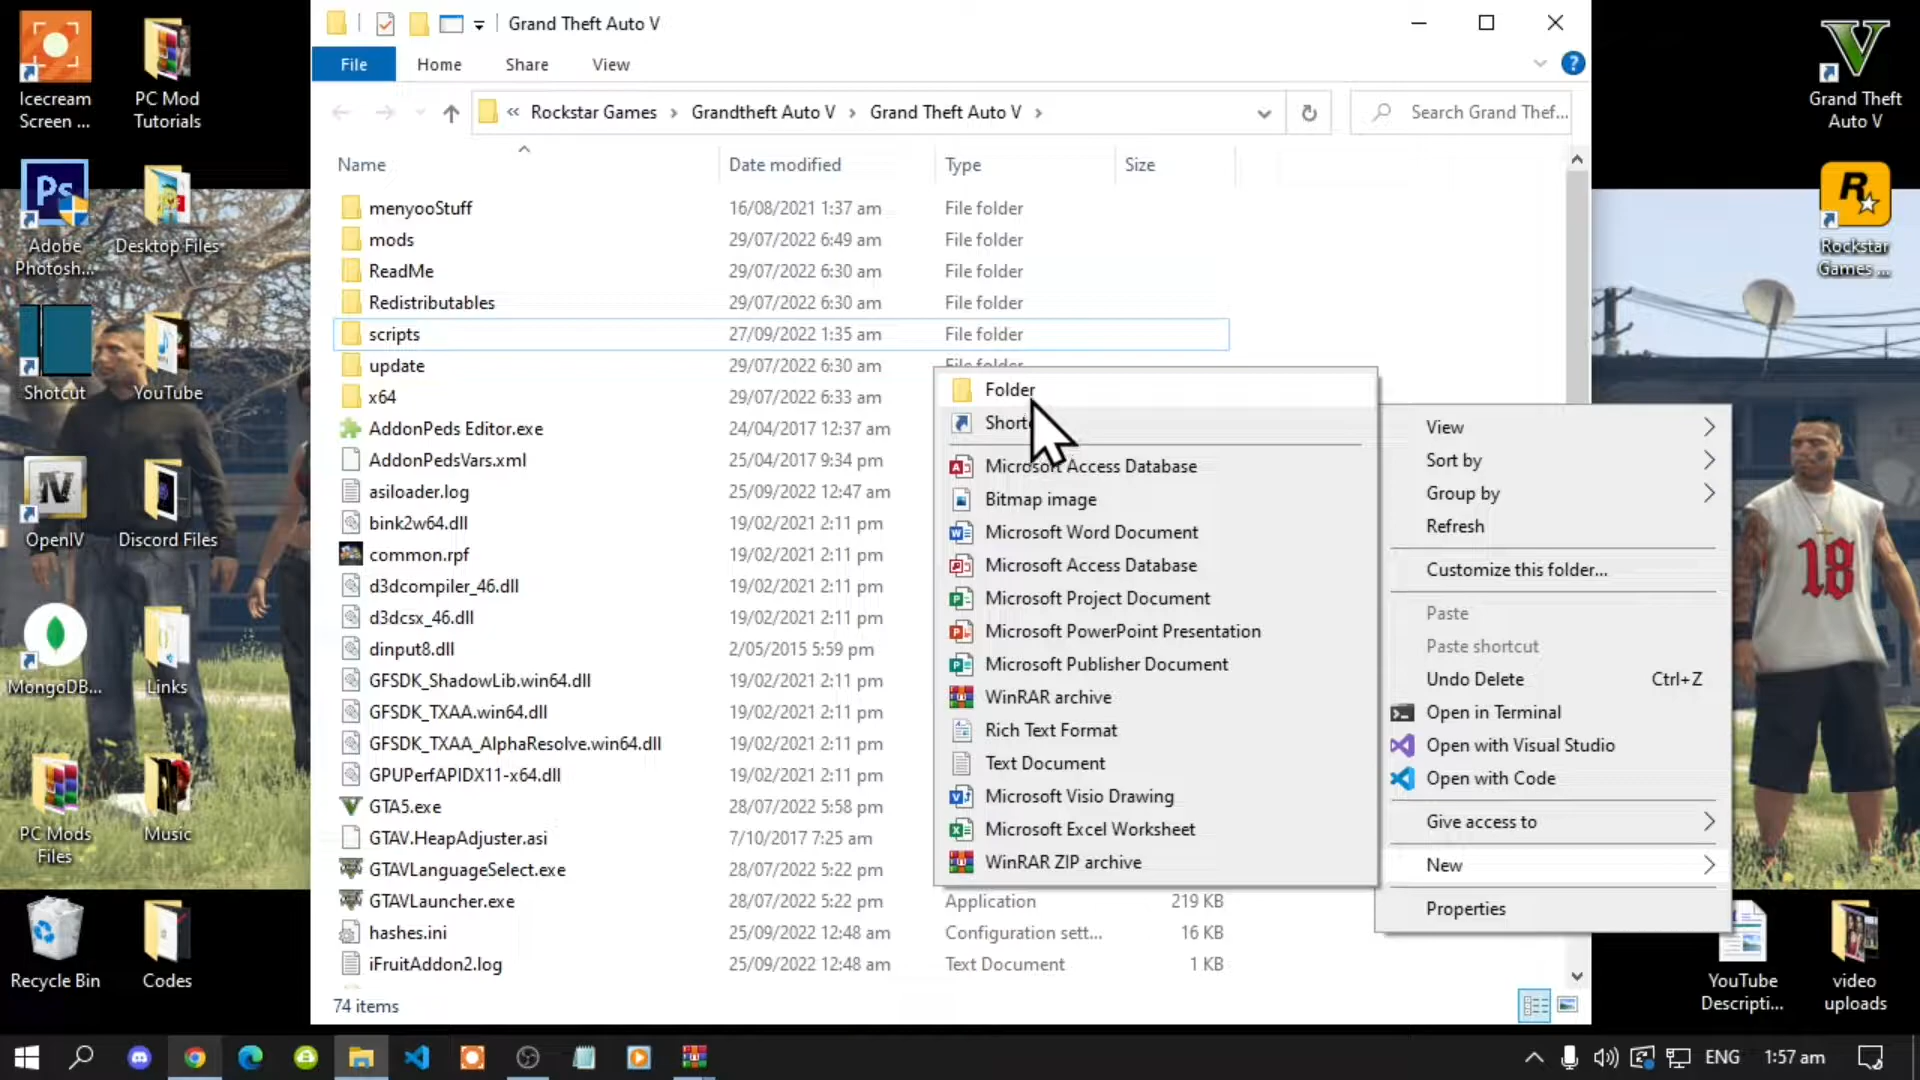 Icecream
Screen ...
PC Mod
Tutorials
Adobe
Photosh...
Desktop Files
Shotcut
YouTube
OpenIV
Discord Files
MongoDB...
Links
PC Mods
Files
Music
Recycle Bin
Codes
Grand Theft Auto V
File
Home
Share
View
Rockstar Games
Grandtheft Auto V
Grand Theft Auto V
Search Grand Thef...
Name
Date modified
Type
Size
menyooStuff 16/08/2021 1:37 am File folder
mods 29/07/2022 6:49 am File folder
ReadMe 29/07/2022 6:30 am File folder
Redistributables 29/07/2022 6:30 am File folder
scripts 27/09/2022 1:35 am File folder
update 29/07/2022 6:30 am File folder
x64 29/07/2022 6:33 am
AddonPeds Editor.exe 24/04/2017 12:37 am
AddonPedsVars.xml 25/04/2017 9:34 pm
asiloader.log 25/09/2022 12:47 am
bink2w64.dll 19/02/2021 2:11 pm
common.rpf 19/02/2021 2:11 pm
d3dcompiler_46.dll 19/02/2021 2:11 pm
d3dcsx_46.dll 19/02/2021 2:11 pm
dinput8.dll 2/05/2015 5:59 pm
GFSDK_ShadowLib.win64.dll 19/02/2021 2:11 pm
GFSDK_TXAA.win64.dll 19/02/2021 2:11 pm
GFSDK_TXAA_AlphaResolve.win64.dll 19/02/2021 2:11 pm
GPUPerfAPIDX11-x64.dll 19/02/2021 2:11 pm
GTA5.exe 28/07/2022 5:58 pm
GTAV.HeapAdjuster.asi 7/10/2017 7:25 am
GTAVLanguageSelect.exe 28/07/2022 5:22 pm
GTAVLauncher.exe 28/07/2022 5:22 pm Application 219 KB
hashes.ini 25/09/2022 12:48 am Configuration sett... 16 KB
iFruitAddon2.log 25/09/2022 12:48 am Text Document 1 KB
74 items
Folder
Microsoft Access Database
Bitmap image
Microsoft Word Document
Microsoft Access Database
Microsoft Project Document
Microsoft PowerPoint Presentation
Microsoft Publisher Document
WinRAR archive
Rich Text Format
Text Document
Microsoft Visio Drawing
Microsoft Excel Worksheet
WinRAR ZIP archive
View
Sort by
Group by
Refresh
Customize this folder...
Paste
Paste shortcut
Undo Delete Ctrl+Z
Open in Terminal
Open with Visual Studio
Open with Code
Give access to
New
Properties
Grand Theft
Auto V
Rockstar
Games ...
18
YouTube
Descripti...
video
uploads
ENG
1:57 am